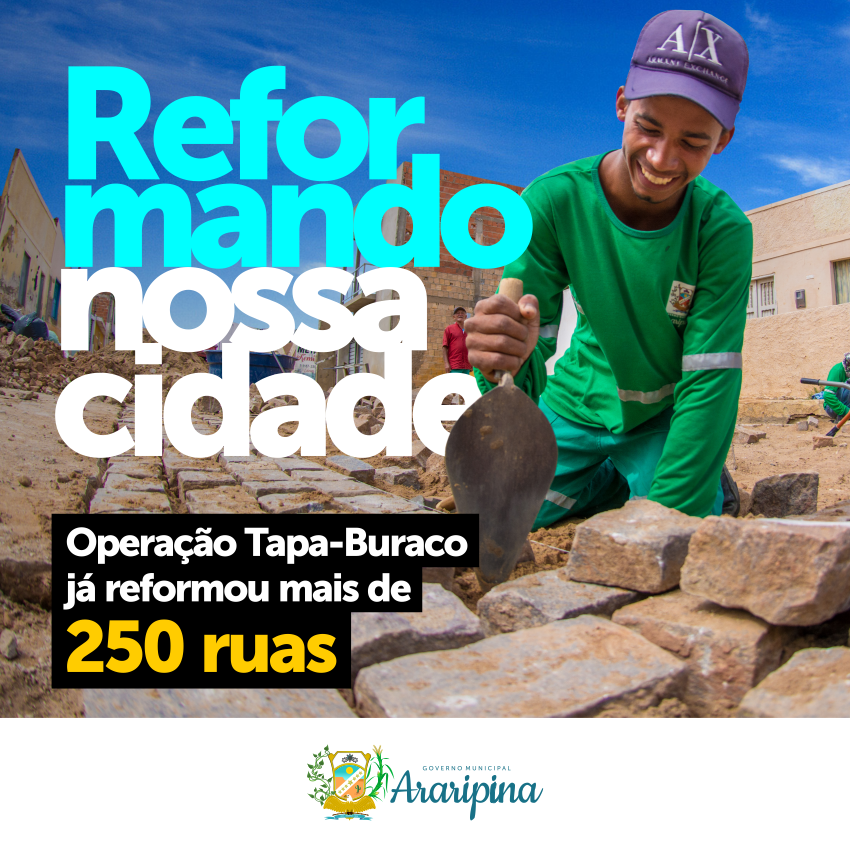 Refor
mando
nossa
cidade
Operação Tapa-Buraco
já reformou mais de
250 ruas
A|X
ARMANI EXCHANGE
GOVERNO MUNICIPAL
Araripina